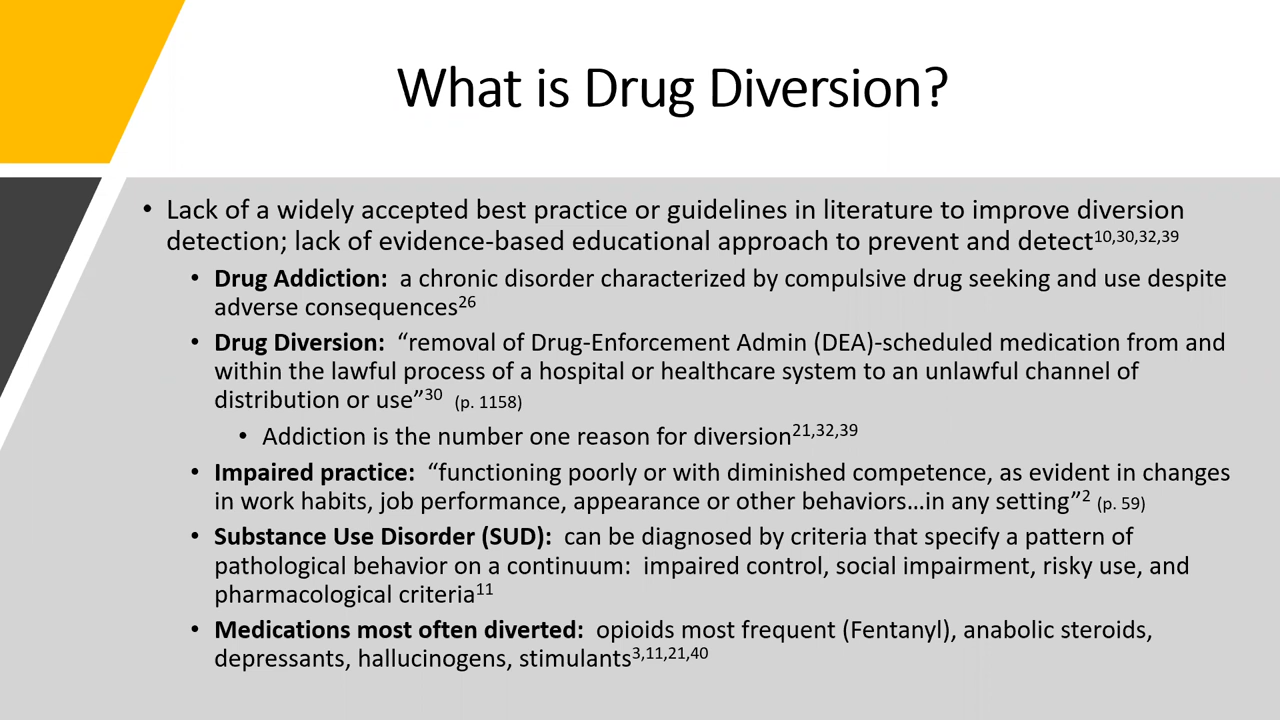 What is Drug Diversion?
• Lack of a widely accepted best practice or guidelines in literature to improve diversion
detection; lack of evidence-based educational approach to prevent and detect10,30,32,39
• Drug Addiction:  a chronic disorder characterized by compulsive drug seeking and use despite
adverse consequences26
• Drug Diversion:  “removal of Drug-Enforcement Admin (DEA)-scheduled medication from and
within the lawful process of a hospital or healthcare system to an unlawful channel of
distribution or use”30  (p. 1158)
• Addiction is the number one reason for diversion21,32,39
• Impaired practice:  “functioning poorly or with diminished competence, as evident in changes
in work habits, job performance, appearance or other behaviors…in any setting”2 (p. 59)
• Substance Use Disorder (SUD):  can be diagnosed by criteria that specify a pattern of
pathological behavior on a continuum:  impaired control, social impairment, risky use, and
pharmacological criteria11
• Medications most often diverted:  opioids most frequent (Fentanyl), anabolic steroids,
depressants, hallucinogens, stimulants3,11,21,40